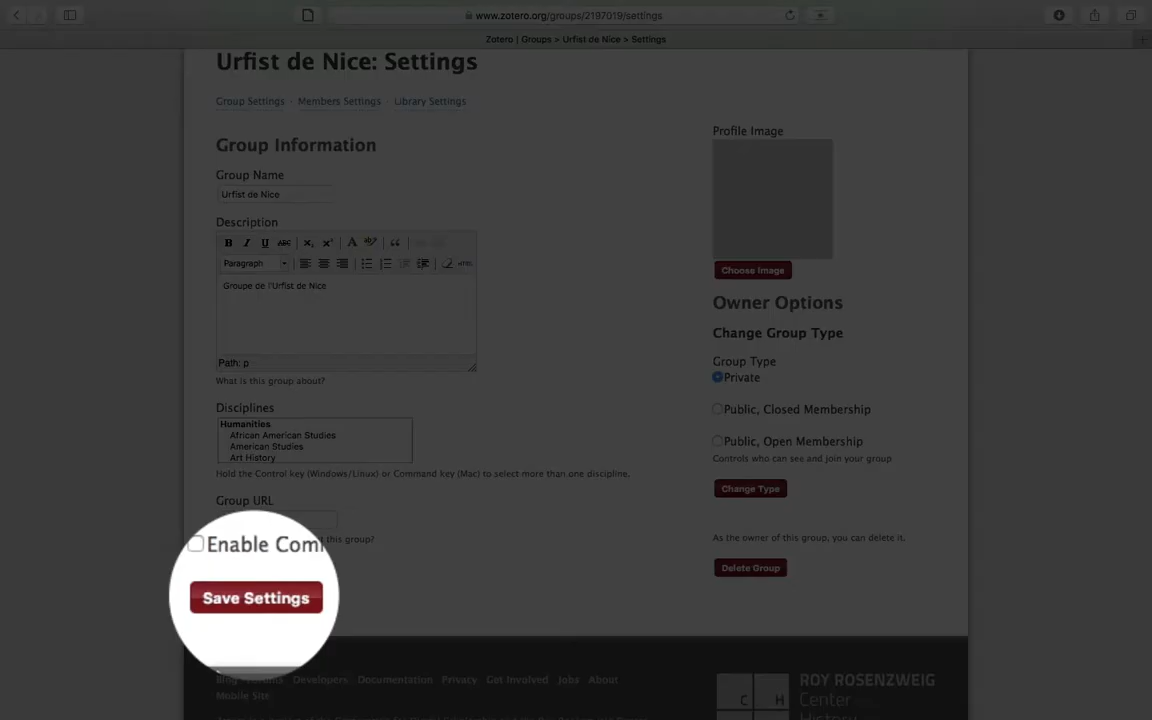 www.zotero.org/groups/2197019/settings
Zotero | Groups > Urfist de Nice > Settings
Urfist de Nice: Settings
Group Settings · Members Settings · Library Settings
Group Information
Group Name
Urfist de Nice
Description
B I U ABC
Paragraph
HTML
Groupe de l'Urfist de Nice
Path: p
What is this group about?
Disciplines
Humanities
African American Studies
American Studies
Art History
Hold the Control key (Windows/Linux) or Command key (Mac) to select more than one discipline.
Group URL
this group?
Enable Com
Save Settings
Profile Image
Choose Image
Owner Options
Change Group Type
Group Type
Private
Public, Closed Membership
Public, Open Membership
Controls who can see and join your group
Change Type
As the owner of this group, you can delete it.
Delete Group
Blog Forums Developers Documentation Privacy Get Involved Jobs About
Mobile Site
C H
ROY ROSENZWEIG
Center
History